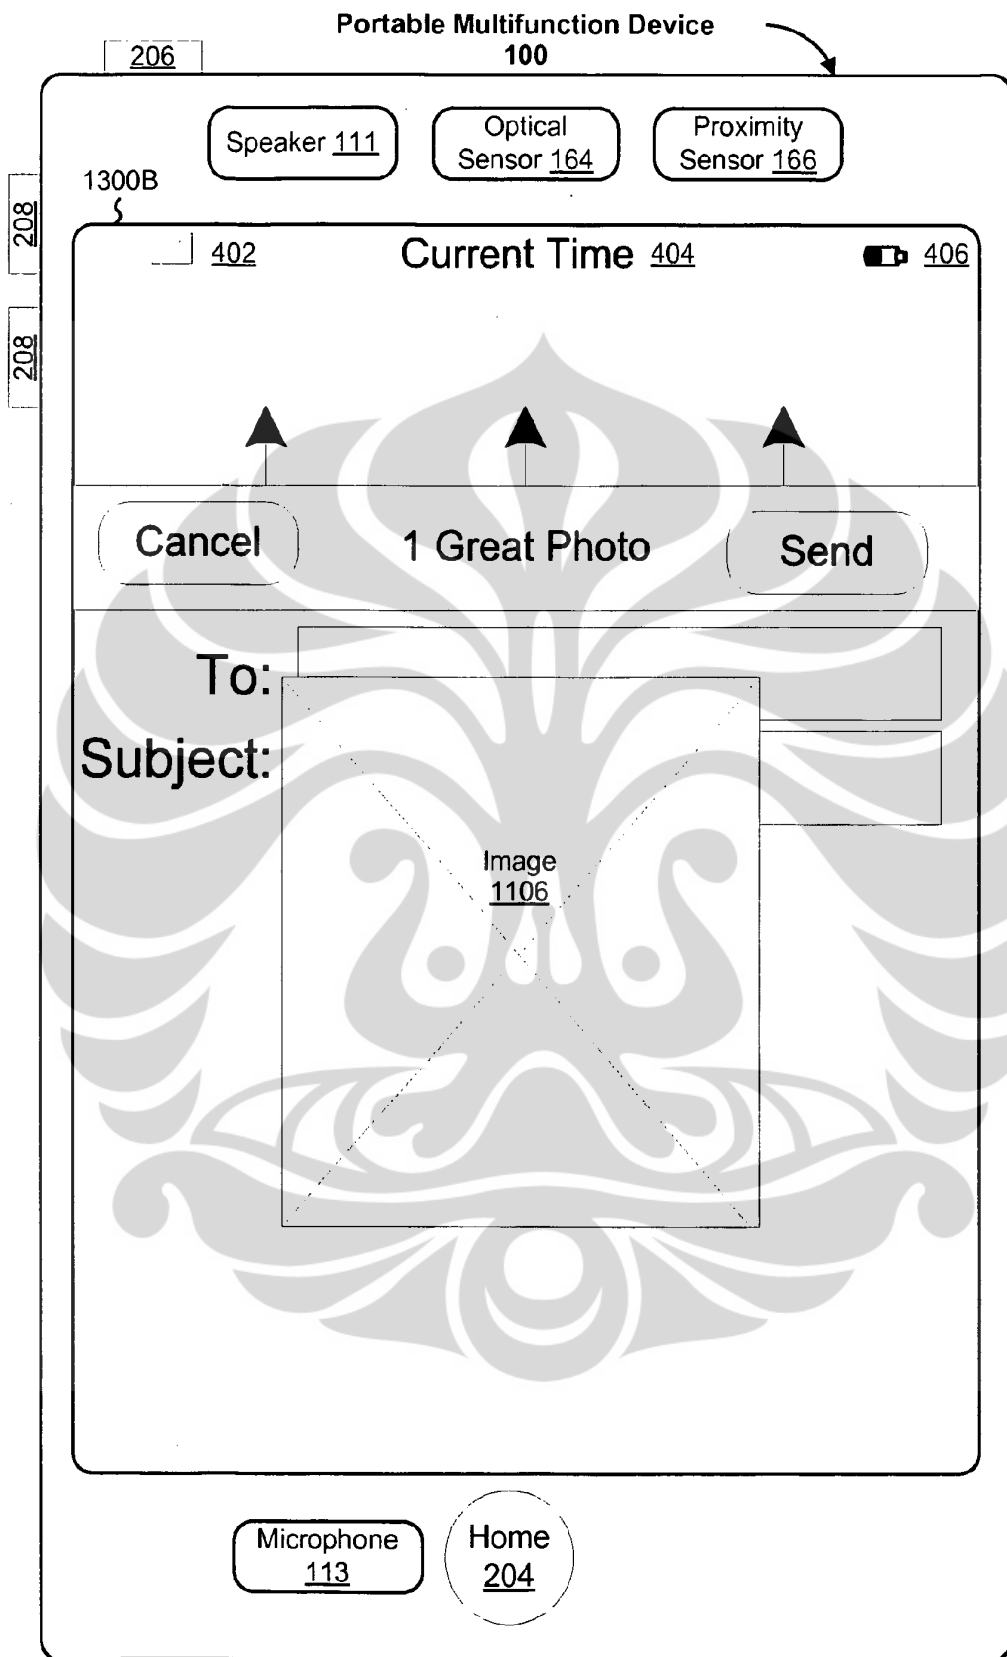 Portable Multifunction Device
100
206
Speaker 111
Optical
Sensor 164
Proximity
Sensor 166
1300B
208
208
402
Current Time 404
406
Cancel
1 Great Photo
Send
To:
Subject:
Image
1106
Microphone
113
Home
204